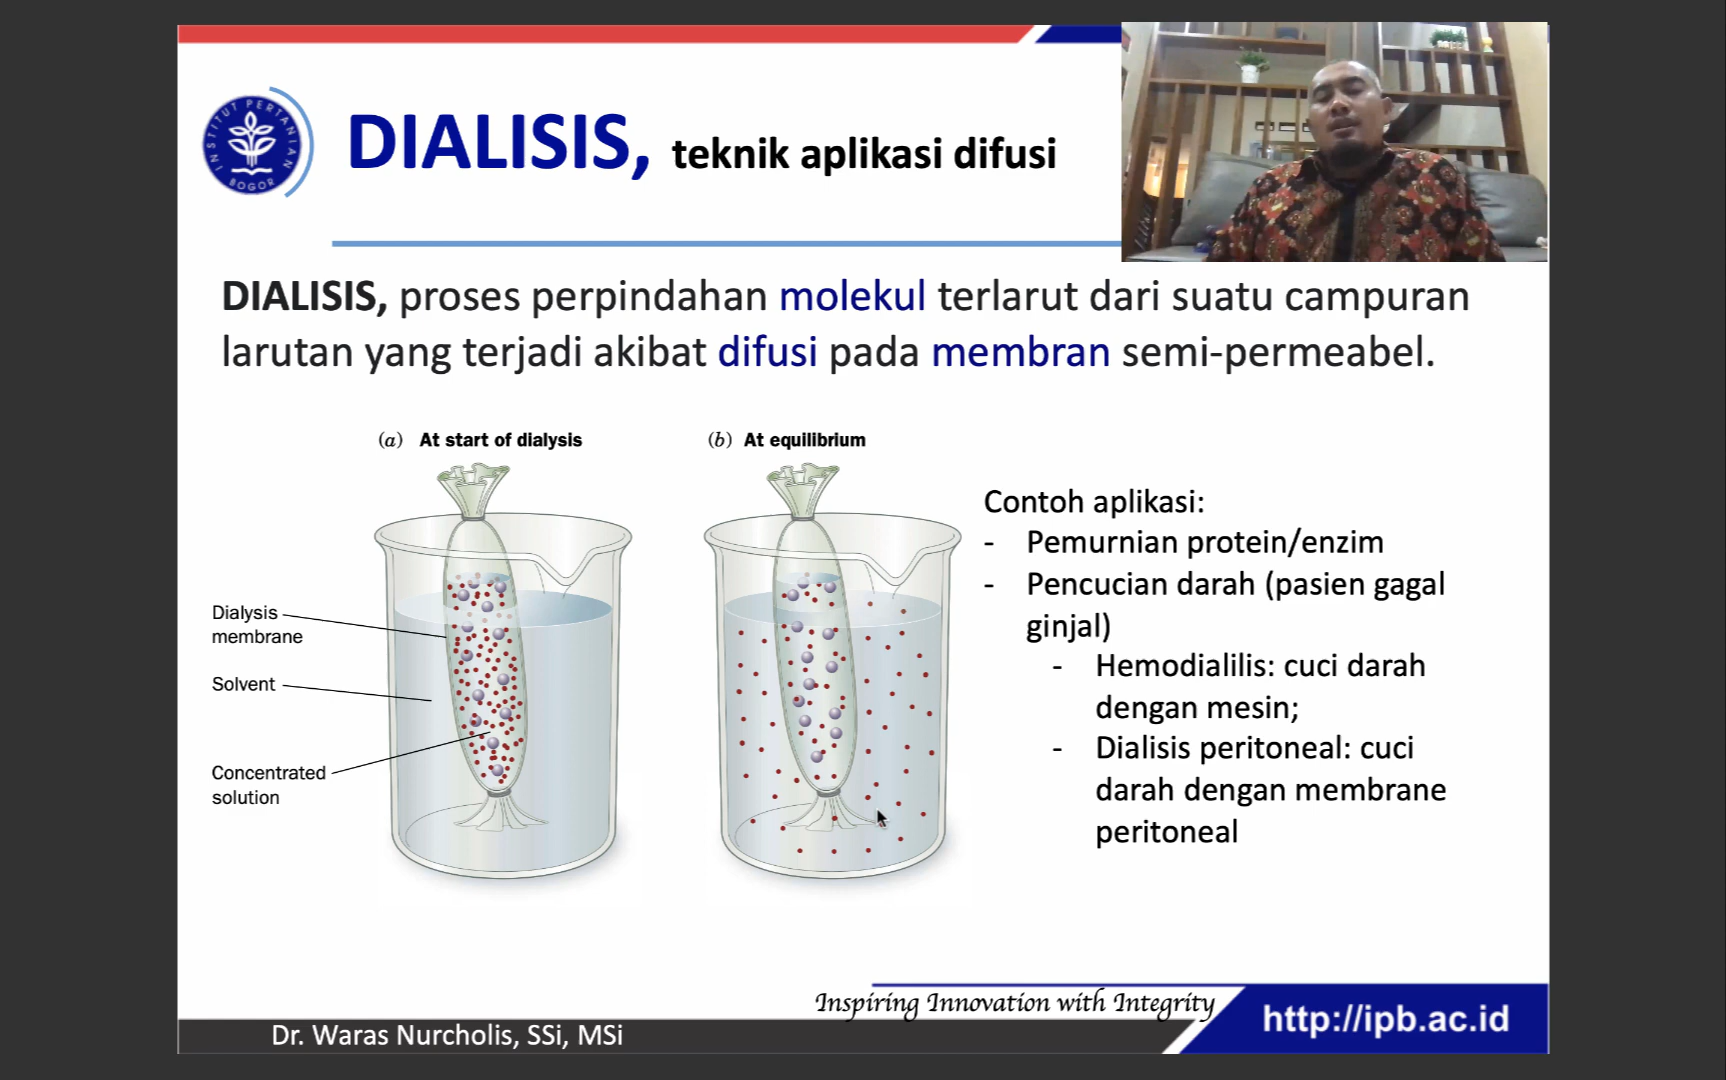 INSTITUT PERTANIAN BOGOR
DIALISIS, teknik aplikasi difusi
DIALISIS, proses perpindahan molekul terlarut dari suatu campuran
larutan yang terjadi akibat difusi pada membran semi-permeabel.
(a) At start of dialysis
(b) At equilibrium
Dialysis
membrane
Solvent
Concentrated
solution
Contoh aplikasi:
- Pemurnian protein/enzim
- Pencucian darah (pasien gagal
ginjal)
- Hemodialilis: cuci darah
dengan mesin;
- Dialisis peritoneal: cuci
darah dengan membrane
peritoneal
Inspiring Innovation with Integrity
http://ipb.ac.id
Dr. Waras Nurcholis, SSi, MSi